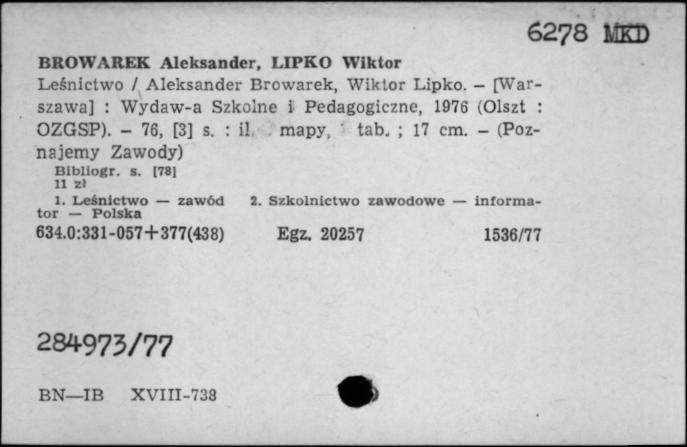 6278 MKD
BROWAREK Aleksander, LIPKO Wiktor
Leśnictwo / Aleksander Browarek, Wiktor Lipko. – [War-
szawa] : Wydaw-a Szkolne i Pedagogiczne, 1976 (Olszt :
OZGSP). – 76, [3] s. : il. mapy, tab. ; 17 cm. – (Poz-
najemy Zawody)
Bibliogr. s. [78]
11 zł
1. Leśnictwo — zawód 2. Szkolnictwo zawodowe — informa-
tor — Polska
634.0:331-057+377(438) Egz. 20257 1536/77
284973/77
BN—IB XVIII-738